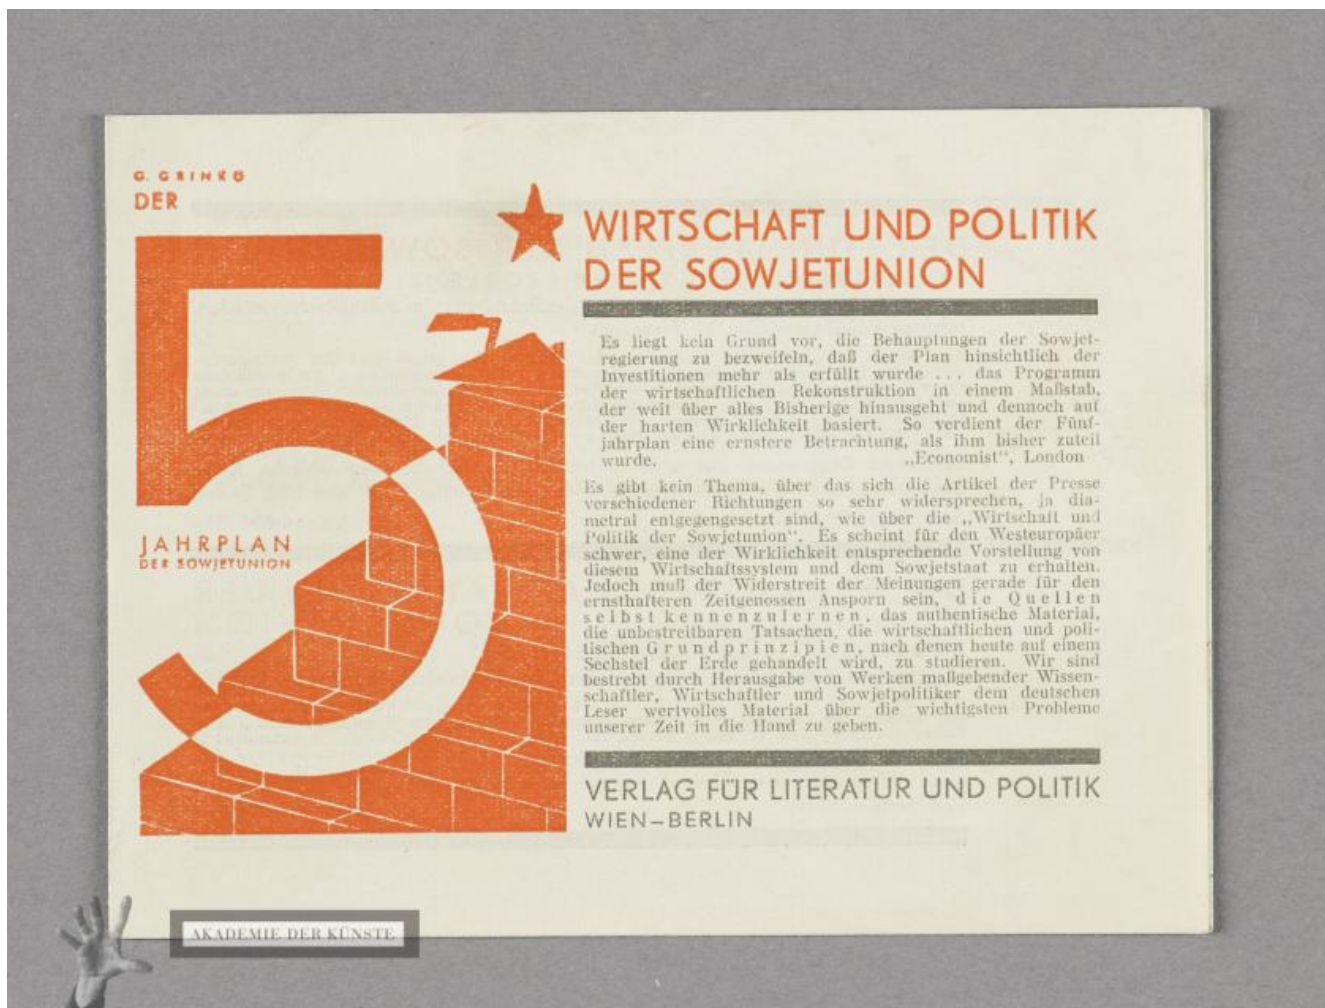 G. GRINKO
DER
5
JAHRPLAN
DER SOWJETUNION
WIRTSCHAFT UND POLITIK
DER SOWJETUNION
Es liegt kein Grund vor, die Behauptungen der Sowjet-
regierung zu bezweifeln, daß der Plan hinsichtlich der
Investitionen mehr als erfüllt wurde ... das Programm
der wirtschaftlichen Rekonstruktion in einem Maßstab,
der weit über alles Bisherige hinausgeht und dennoch auf
der harten Wirklichkeit basiert. So verdient der Fünf-
jahrplan eine ernstere Betrachtung, als ihm bisher zuteil
wurde. „Economist“, London
Es gibt kein Thema, über das sich die Artikel der Presse
verschiedener Richtungen so sehr widersprechen, ja dia-
metral entgegengesetzt sind, wie über die „Wirtschaft und
Politik der Sowjetunion“. Es scheint für den Westeuropäer
schwer, eine der Wirklichkeit entsprechende Vorstellung von
diesem Wirtschaftssystem und dem Sowjetstaat zu erhalten.
Jedoch muß der Widerstreit der Meinungen gerade für den
ernsthafteren Zeitgenossen Ansporn sein, die Quellen
selbst kennenzulernen, das authentische Material,
die unbestreitbaren Tatsachen, die wirtschaftlichen und poli-
tischen Grundprinzipien, nach denen heute auf einem
Sechstel der Erde gehandelt wird, zu studieren. Wir sind
bestrebt durch Herausgabe von Werken maßgebender Wissen-
schaftler, Wirtschaftler und Sowjetpolitiker dem deutschen
Leser wertvolles Material über die wichtigsten Probleme
unserer Zeit in die Hand zu geben.
VERLAG FÜR LITERATUR UND POLITIK
WIEN–BERLIN
AKADEMIE DER KÜNSTE